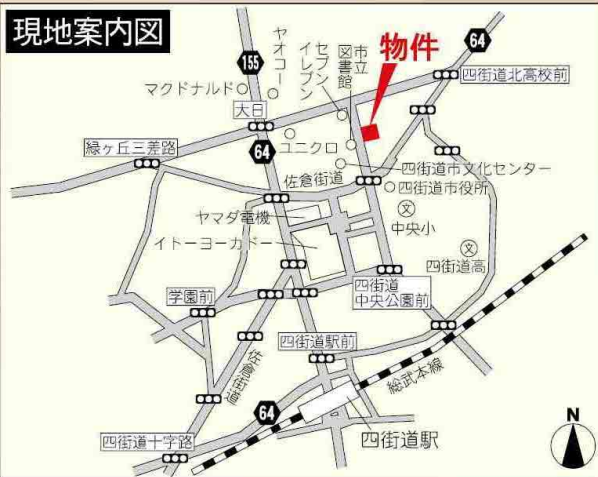 現地案内図
155
ヤオコー
セブン
イレブン
市立
図書館
物件
64
マクドナルド
四街道北高校前
大日
64
ユニクロ
緑ヶ丘三差路
四街道市文化センター
佐倉街道
四街道市役所
ヤマダ電機
文
中央小
イトーヨーカドー
文
四街道高
学園前
四街道
中央公園前
四街道駅前
佐倉街道
総武本線
64
四街道十字路
四街道駅
N